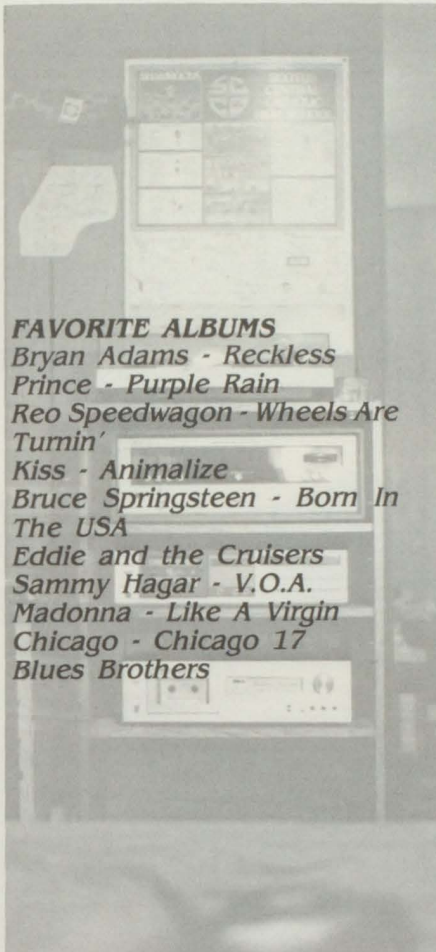 FAVORITE ALBUMS
Bryan Adams - Reckless
Prince - Purple Rain
Reo Speedwagon - Wheels Are
Turnin'
Kiss - Animalize
Bruce Springsteen - Born In
The USA
Eddie and the Cruisers
Sammy Hagar - V.O.A.
Madonna - Like A Virgin
Chicago - Chicago 17
Blues Brothers